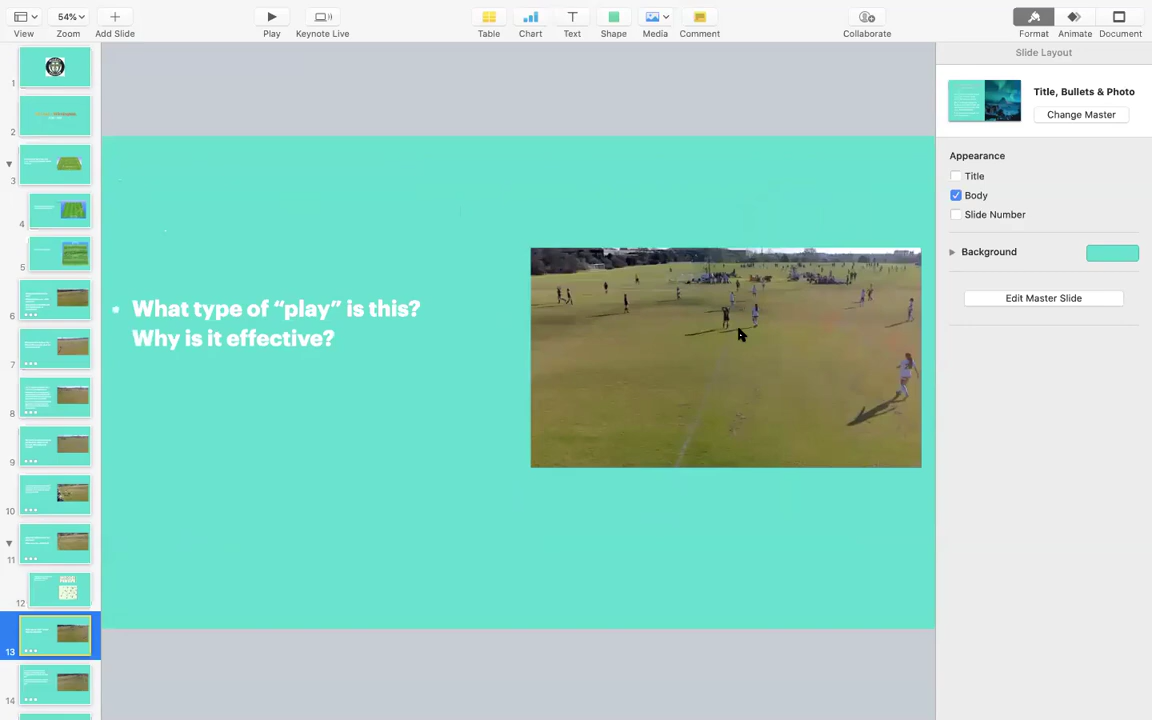 View
54%
Zoom
Add Slide
Play
Keynote Live
Table
Chart
Text
Shape
Media
Comment
Collaborate
Format
Animate
Document
Slide Layout
Title, Bullets & Photo
Change Master
Appearance
Title
Body
Slide Number
Background
Edit Master Slide
What type of “play” is this?
Why is it effective?
1
2
3
4
5
6
7
8
9
10
11
12
13
14